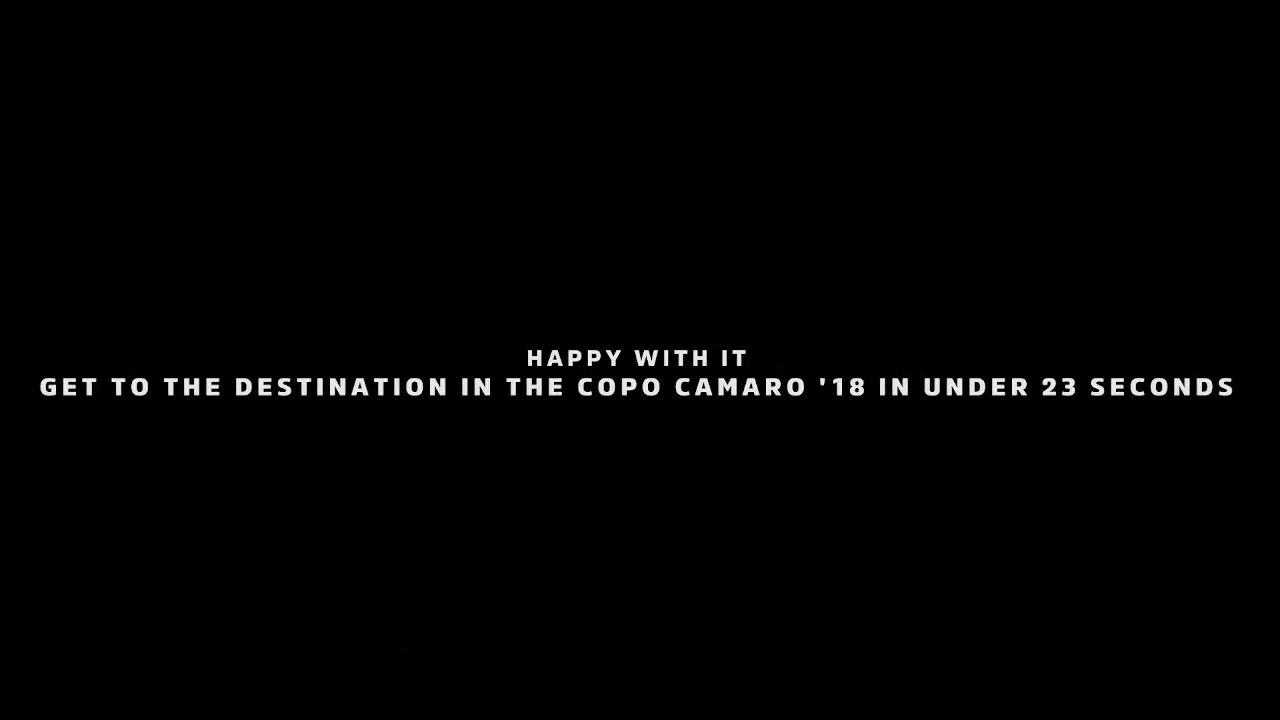 HAPPY WITH IT
GET TO THE DESTINATION IN THE COPO CAMARO '18 IN UNDER 23 SECONDS